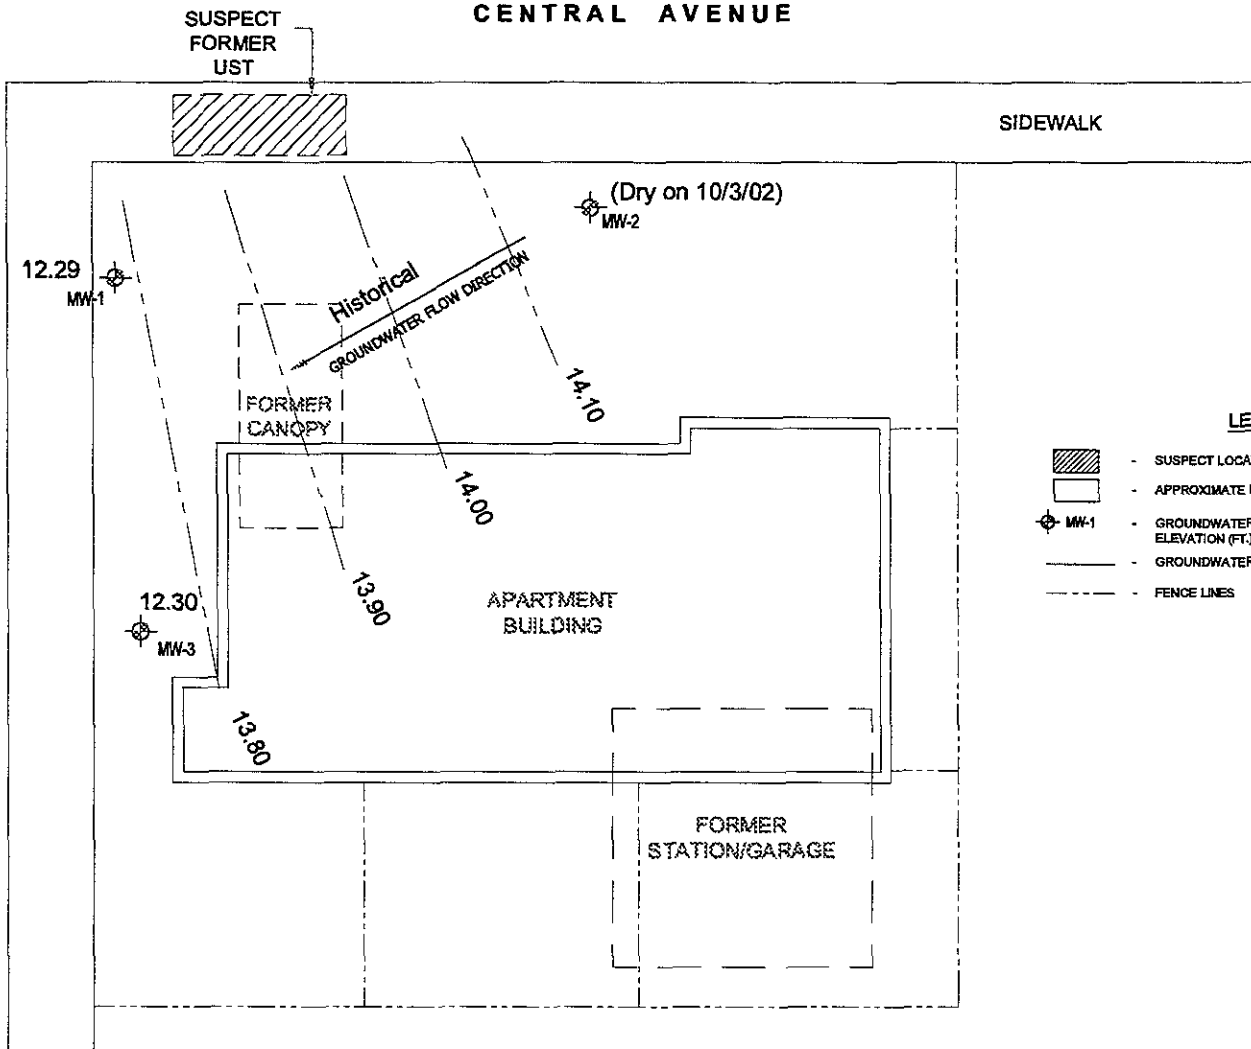 CENTRAL AVENUE
SUSPECT
FORMER
UST
SIDEWALK
(Dry on 10/3/02)
MW-2
12.29
MW-1
Historical
GROUNDWATER FLOW DIRECTION
FORMER
CANOPY
14.10
14.00
13.90
13.80
12.30
MW-3
APARTMENT
BUILDING
FORMER
STATION/GARAGE
LE
- SUSPECT LOCA
- APPROXIMATE
MW-1 - GROUNDWATER
ELEVATION (FT.)
- GROUNDWATER
- FENCE LINES